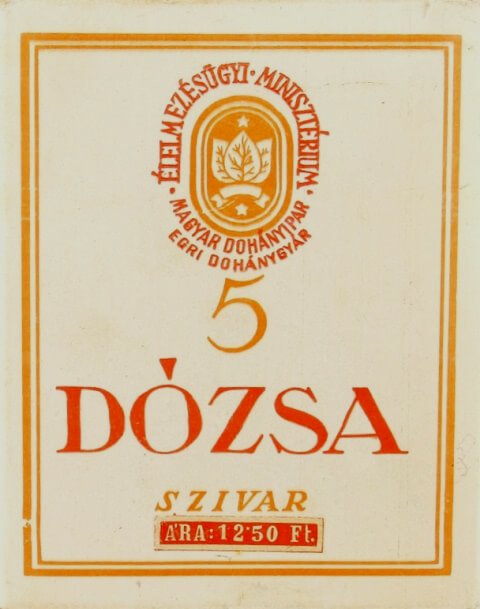 • ÉLELMEZÉSÜGYI • MINISZTÉRIUM •
MAGYAR DOHÁNYIPAR
EGRI DOHÁNYGYÁR
5
DÓZSA
SZIVAR
ÁRA: 12·50 Ft.